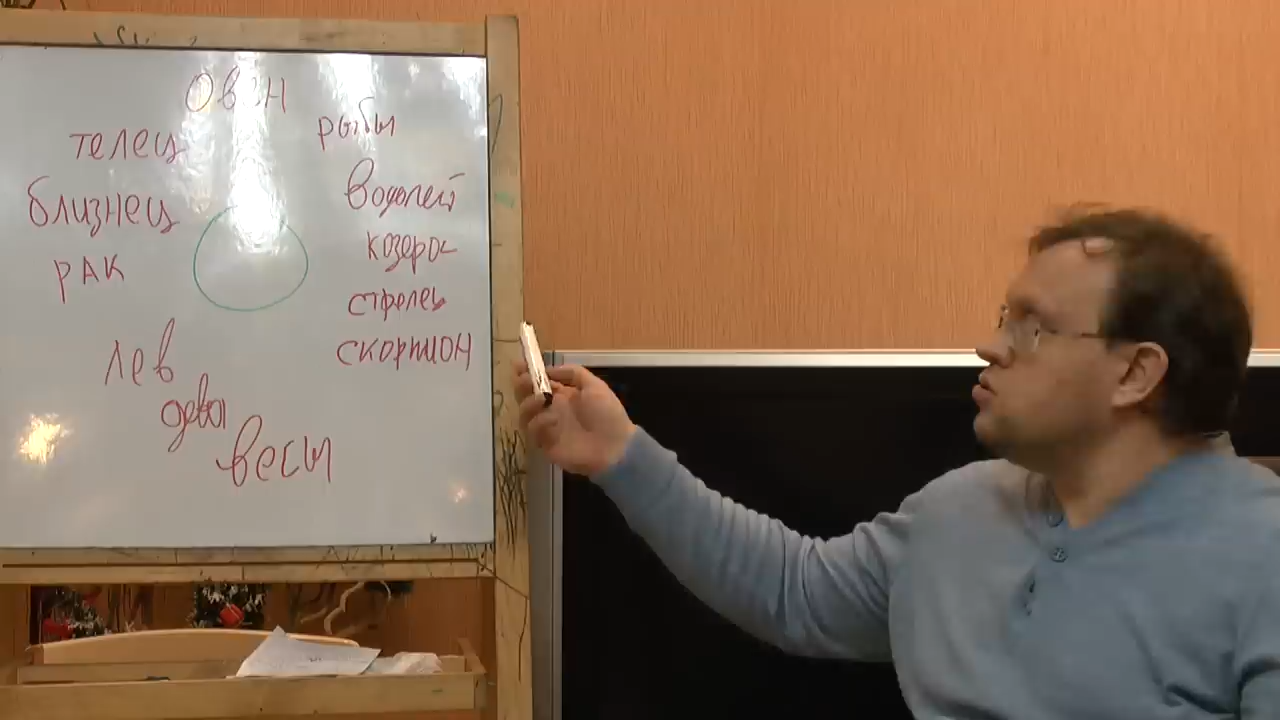 Овен
телец
рыбы
близнец
водолей
рак
козерог
стрелец
лев
скорпион
дева
весы